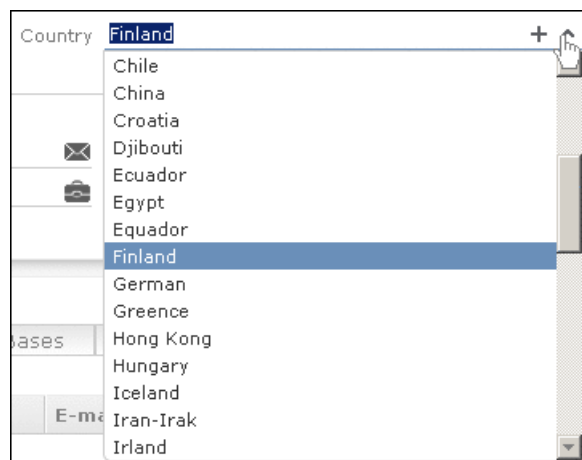 Country Finland
Chile
China
Croatia
Djibouti
Ecuador
Egypt
Equador
Finland
German
Greence
Hong Kong
Hungary
Iceland
Iran-Irak
Irland
Bases
E-ma